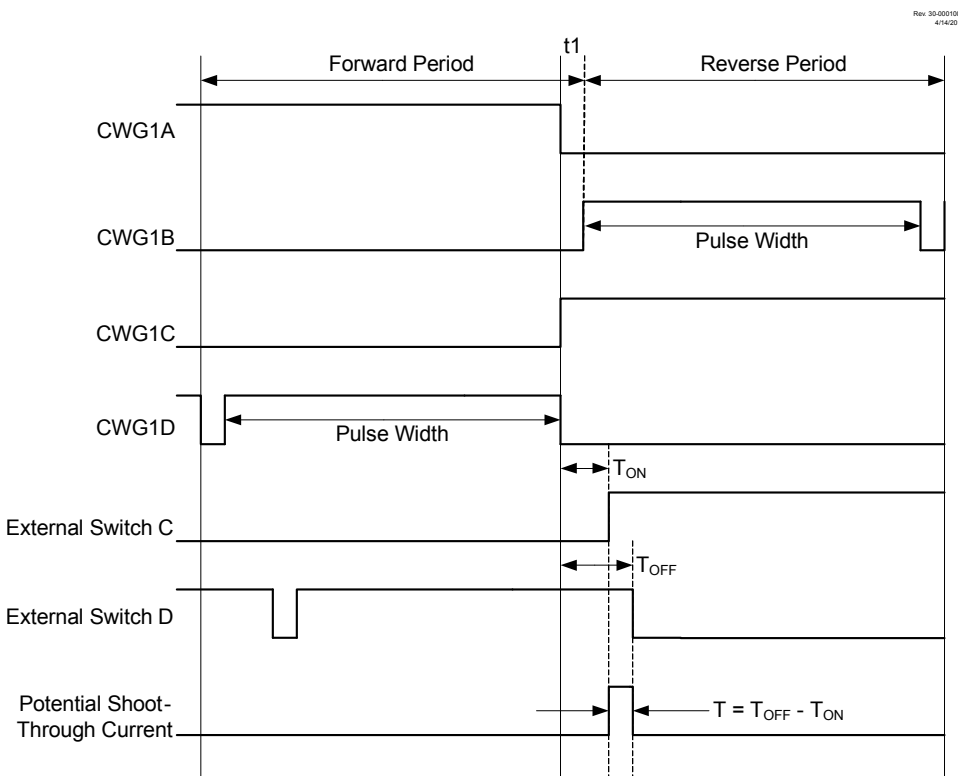 Rev. 30-00010
4/14/20
t1
Forward Period
Reverse Period
CWG1A
CWG1B
Pulse Width
CWG1C
CWG1D
Pulse Width
TON
External Switch C
TOFF
External Switch D
Potential Shoot-
Through Current
T = TOFF - TON